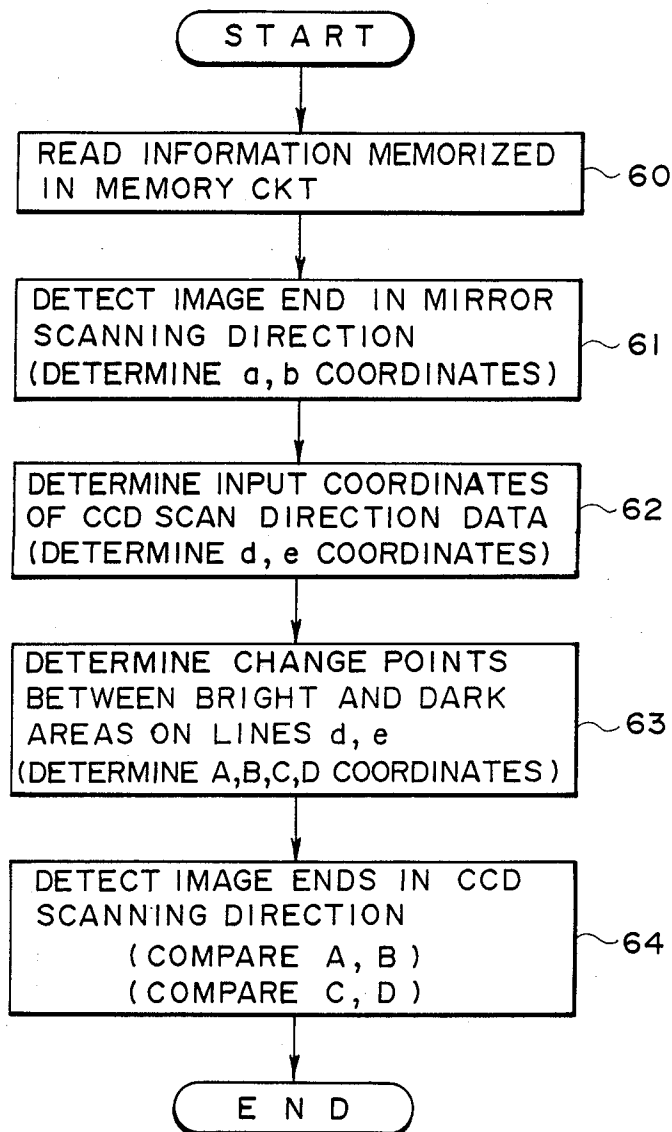 START
READ INFORMATION MEMORIZED
IN MEMORY CKT
60
DETECT IMAGE END IN MIRROR
SCANNING DIRECTION
(DETERMINE a, b COORDINATES)
61
DETERMINE INPUT COORDINATES
OF CCD SCAN DIRECTION DATA
(DETERMINE d, e COORDINATES)
62
DETERMINE CHANGE POINTS
BETWEEN BRIGHT AND DARK
AREAS ON LINES d, e
(DETERMINE A,B,C,D COORDINATES)
63
DETECT IMAGE ENDS IN CCD
SCANNING DIRECTION
(COMPARE A, B)
(COMPARE C, D)
64
END